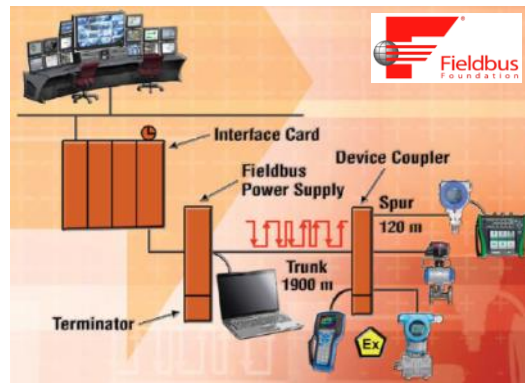 Fieldbus
Foundation
Interface Card
Device Coupler
Fieldbus
Power Supply
Spur
120 m
Trunk
1900 m
Terminator
Ex